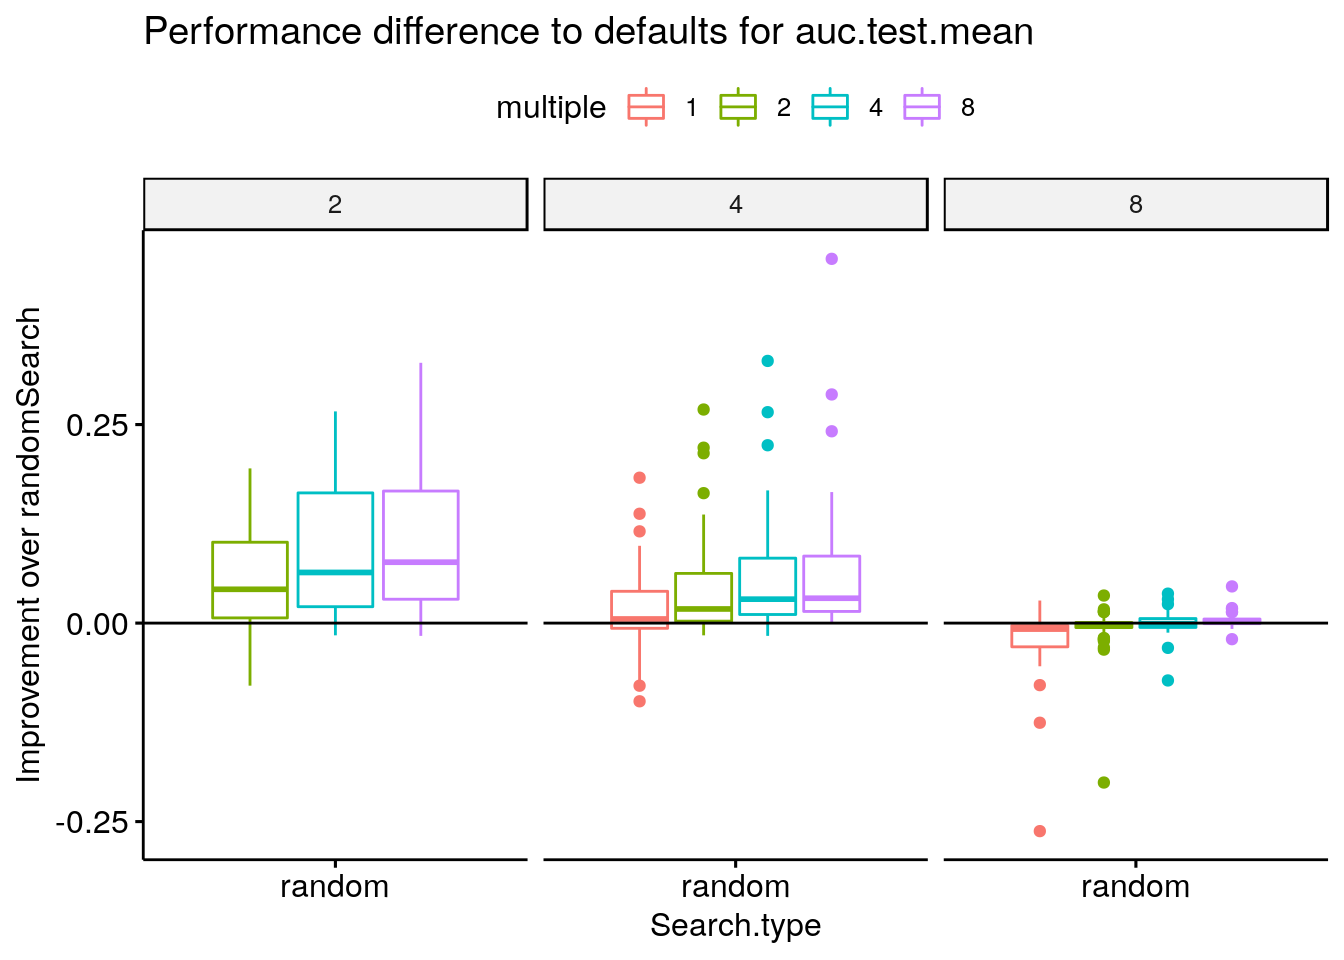 Performance difference to defaults for auc.test.mean
multiple 1 2 4 8
2 4 8
Improvement over randomSearch
0.25
0.00
-0.25
random random random
Search.type